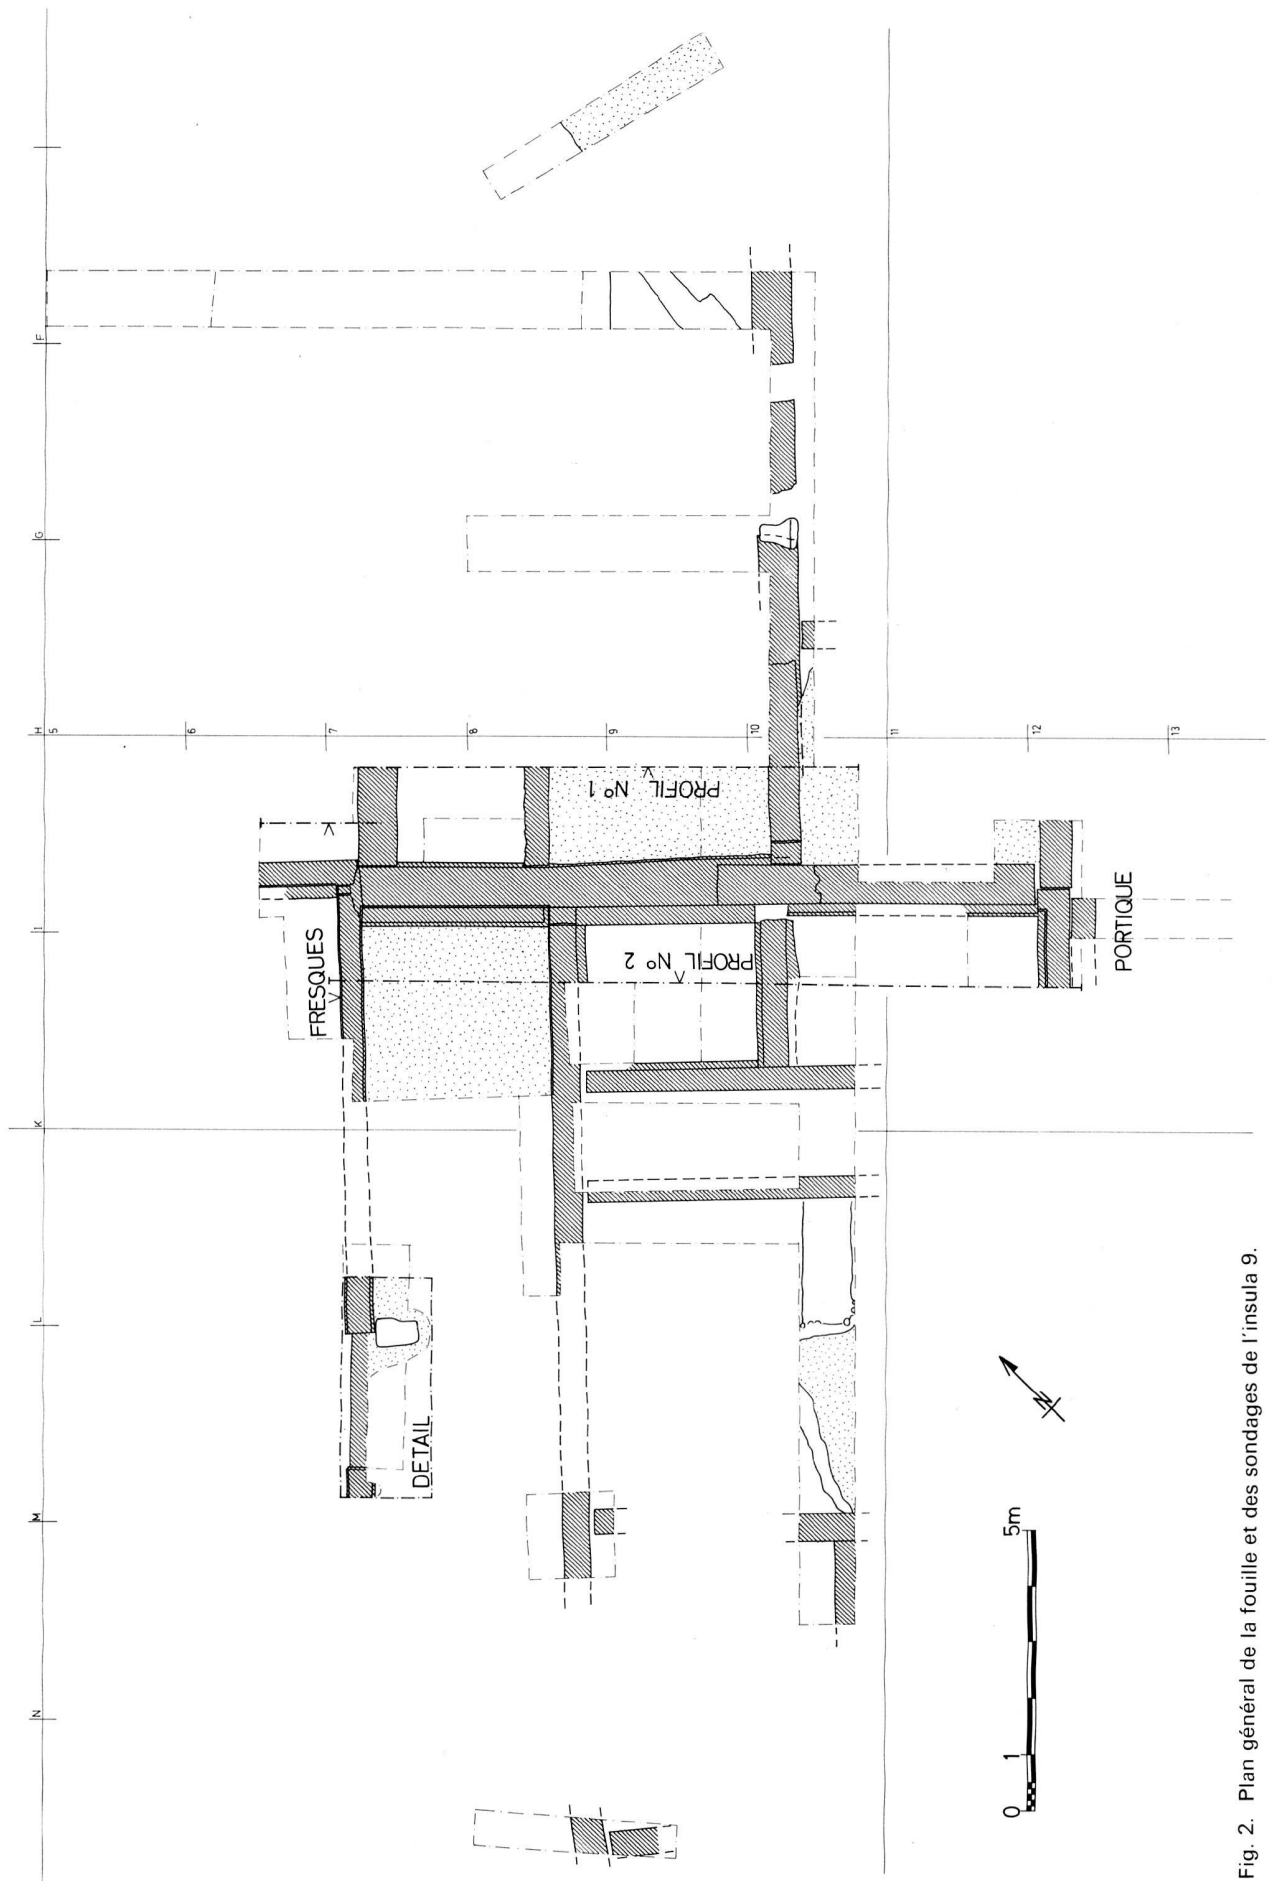 F
G
H
5
6
7
8
9
10
11
12
13
PROFIL Nº 1
FRESQUES
I
PROFIL Nº 2
PORTIQUE
K
L
DETAIL
M
N
N
0
1
5m
Fig. 2. Plan général de la fouille et des sondages de l'insula 9.